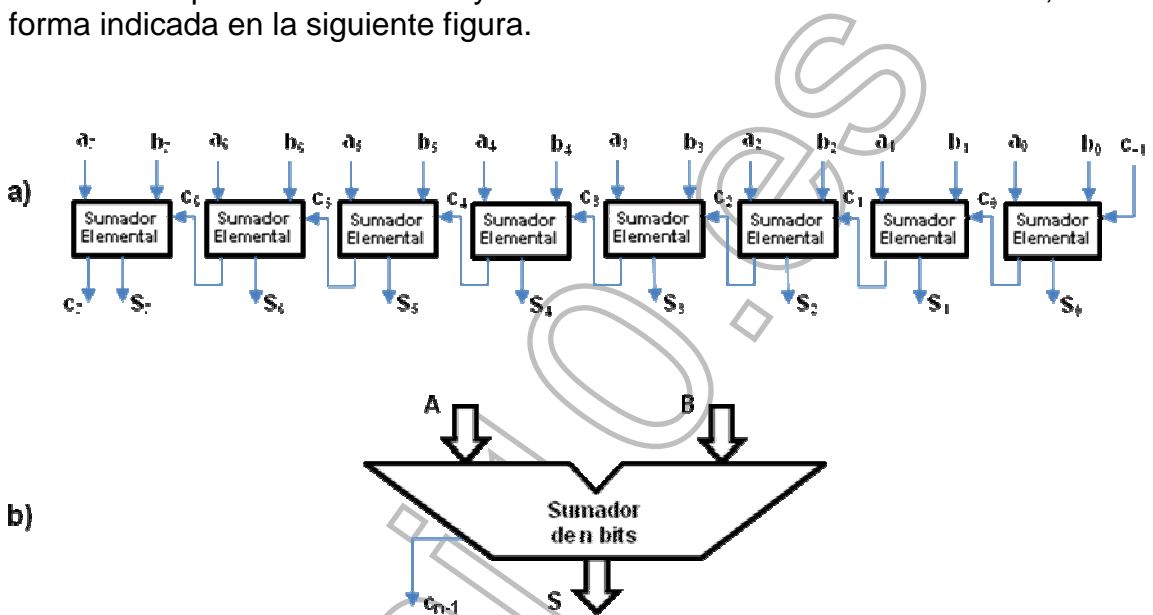 forma indicada en la siguiente figura.
a)
a₇ b₇ a₆ b₆ a₅ b₅ a₄ b₄ a₃ b₃ a₂ b₂ a₁ b₁ a₀ b₀ c₋₁
c₆ c₅ c₄ c₃ c₂ c₁ c₀
Sumador Sumador Sumador Sumador Sumador Sumador Sumador Sumador
Elemental Elemental Elemental Elemental Elemental Elemental Elemental Elemental
c₇ S₇ S₆ S₅ S₄ S₃ S₂ S₁ S₀
A B
b)
Sumador
de n bits
cₙ₋₁ S